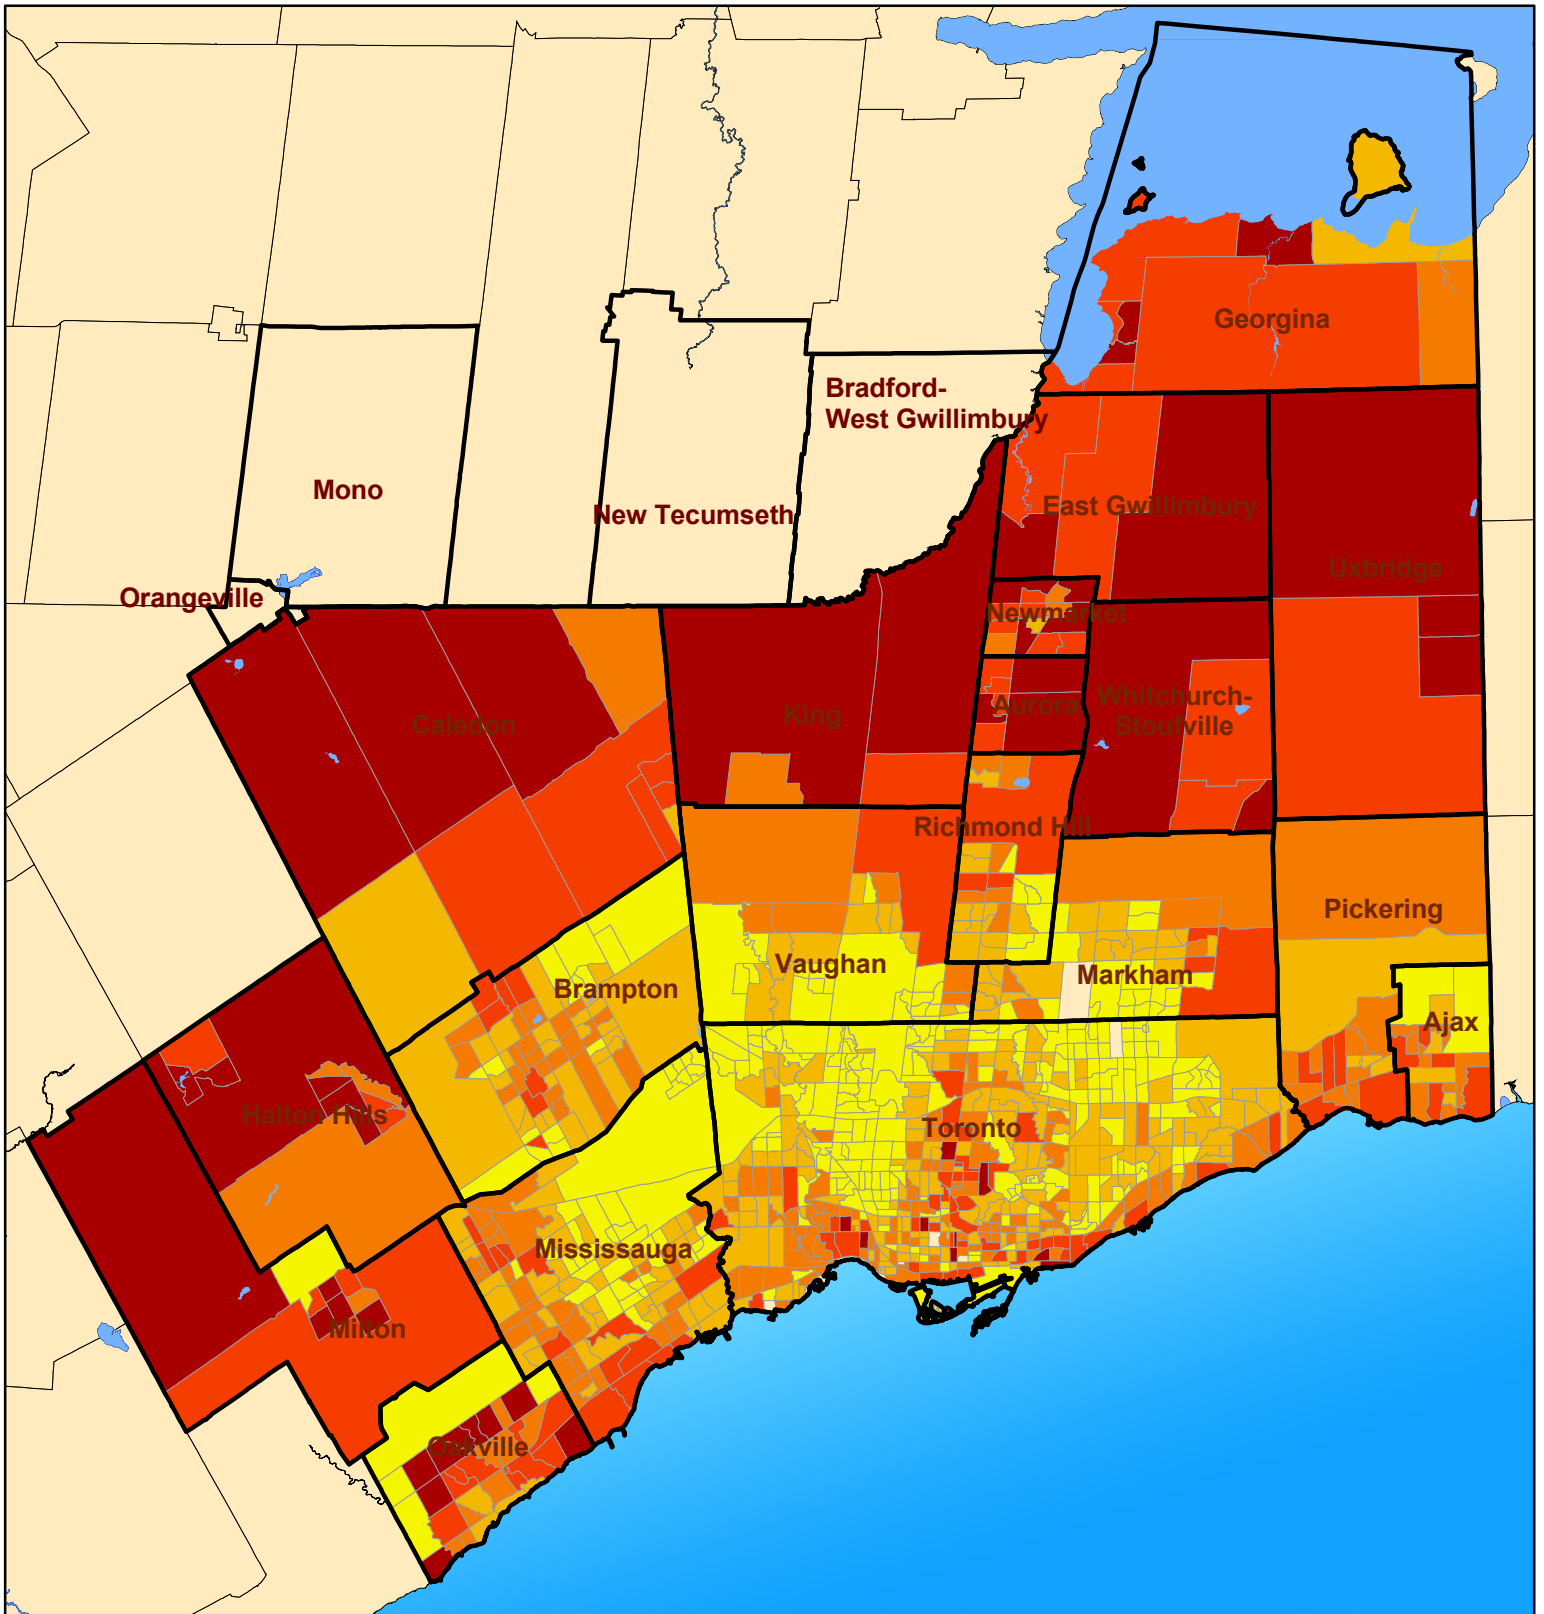 Georgina
Bradford-
West Gwillimbury
Mono
New Tecumseth
East Gwillimbury
Uxbridge
Orangeville
Newmarket
Caledon
King
Aurora
Whitchurch-
Stoufville
Richmond Hill
Pickering
Vaughan
Markham
Brampton
Ajax
Halton Hills
Toronto
Mississauga
Milton
Oakville